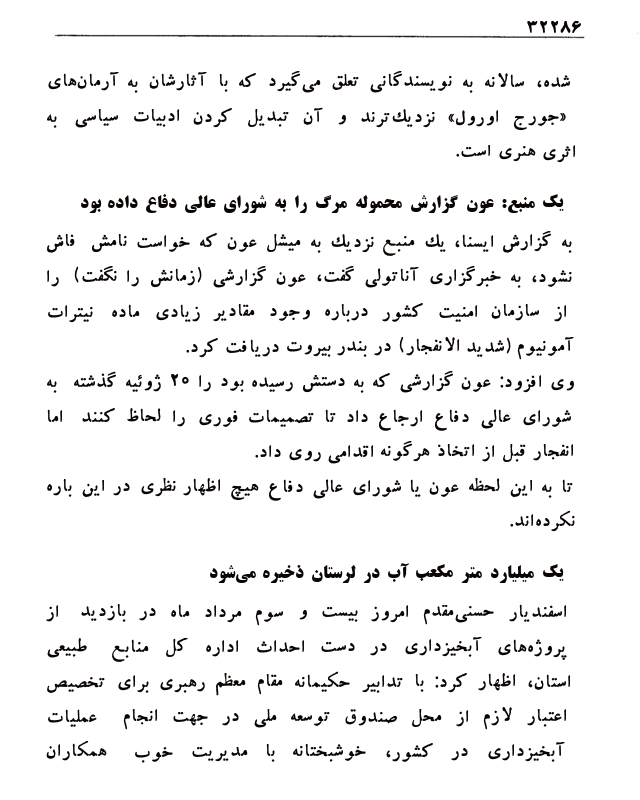 ۳۲۲۸۶
شده، سالانه به نویسندگانی تعلق می‌گیرد که با آثارشان به آرمان‌های
«جورج اورول» نزدیک‌ترند و آن تبدیل کردن ادبیات سیاسی به
اثری هنری است.
یک منبع: عون گزارش محموله مرگ را به شورای عالی دفاع داده بود
به گزارش ایسنا، یک منبع نزدیک به میشل عون که خواست نامش فاش
نشود، به خبرگزاری آناتولی گفت، عون گزارشی (زمانش را نگفت) را
از سازمان امنیت کشور درباره وجود مقادیر زیادی ماده نیترات
آمونیوم (شدید الانفجار) در بندر بیروت دریافت کرد.
وی افزود: عون گزارشی که به دستش رسیده بود را ۲۰ ژوئیه گذشته به
شورای عالی دفاع ارجاع داد تا تصمیمات فوری را لحاظ کنند اما
انفجار قبل از اتخاذ هرگونه اقدامی روی داد.
تا به این لحظه عون یا شورای عالی دفاع هیچ اظهار نظری در این باره
نکرده‌اند.
یک میلیارد متر مکعب آب در لرستان ذخیره می‌شود
اسفندیار حسنی‌مقدم امروز بیست و سوم مرداد ماه در بازدید از
پروژه‌های آبخیزداری در دست احداث اداره کل منابع طبیعی
استان، اظهار کرد: با تدابیر حکیمانه مقام معظم رهبری برای تخصیص
اعتبار لازم از محل صندوق توسعه ملی در جهت انجام عملیات
آبخیزداری در کشور، خوشبختانه با مدیریت خوب همکاران